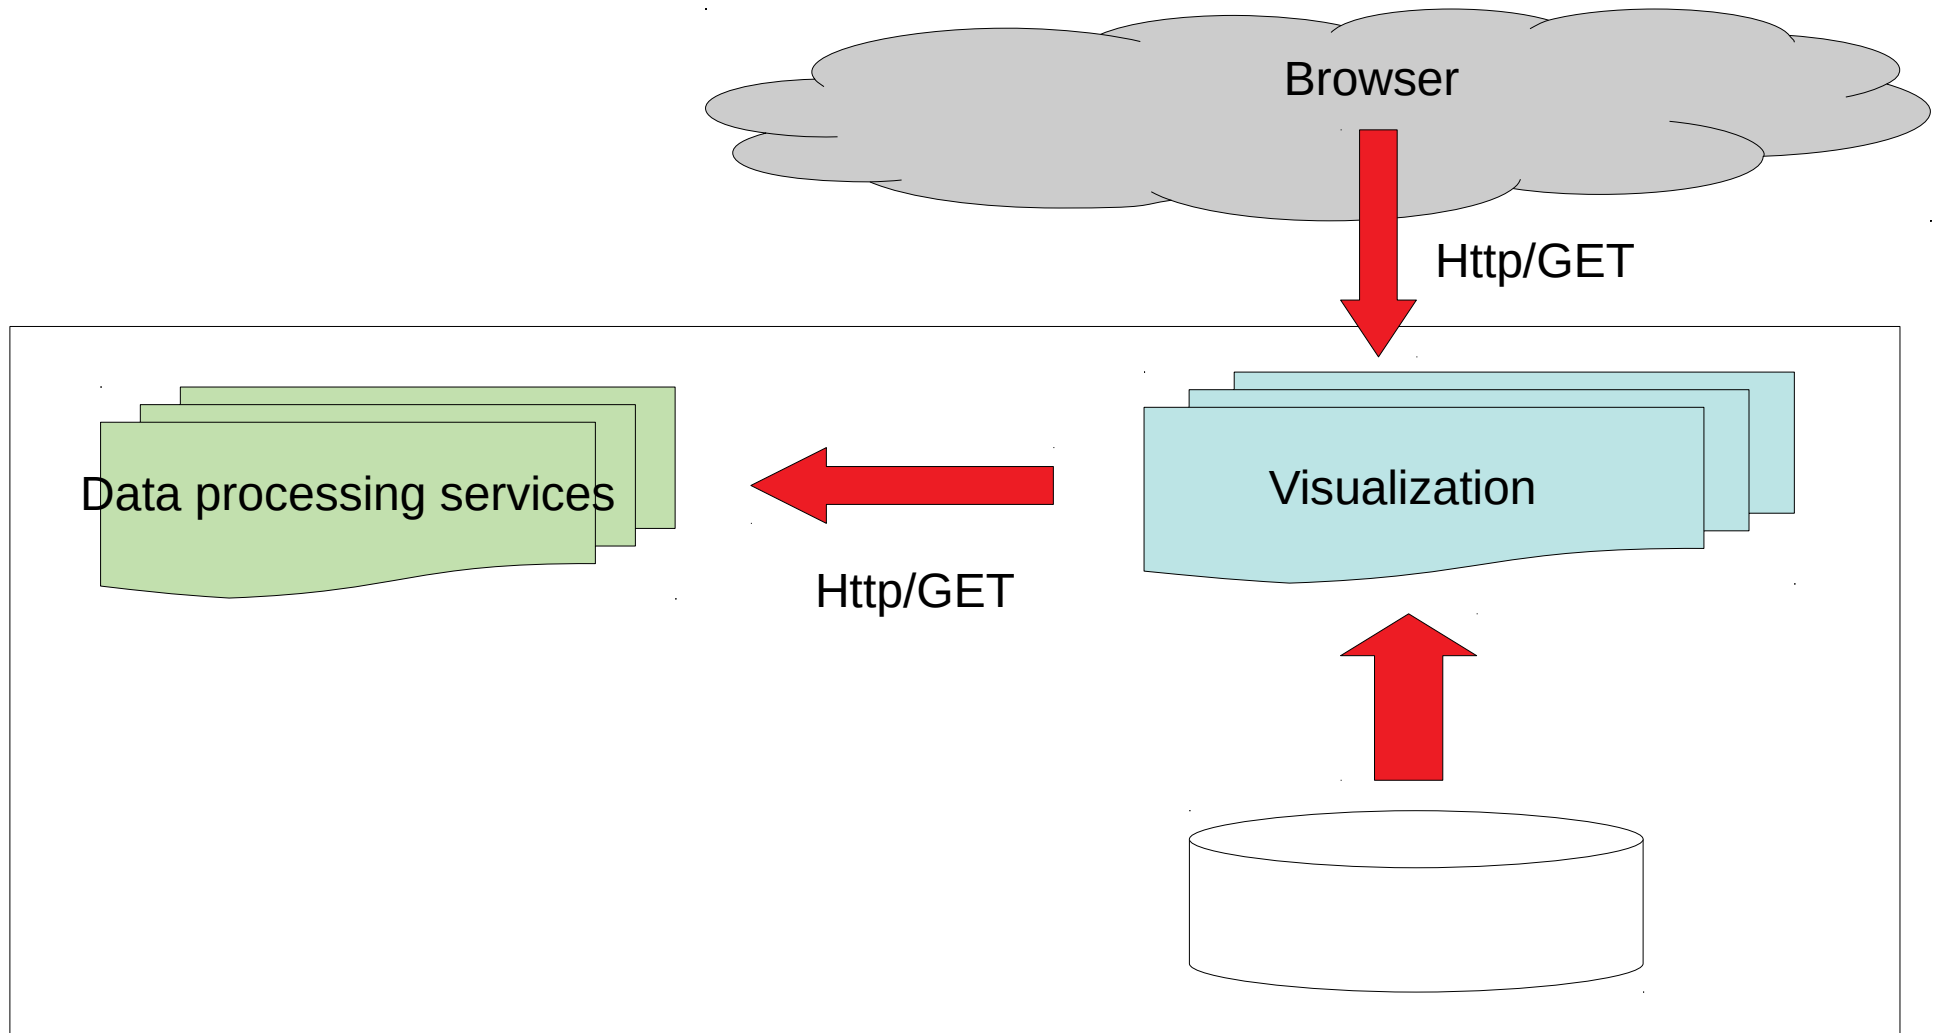 Browser
Http/GET
Data processing services
Visualization
Http/GET